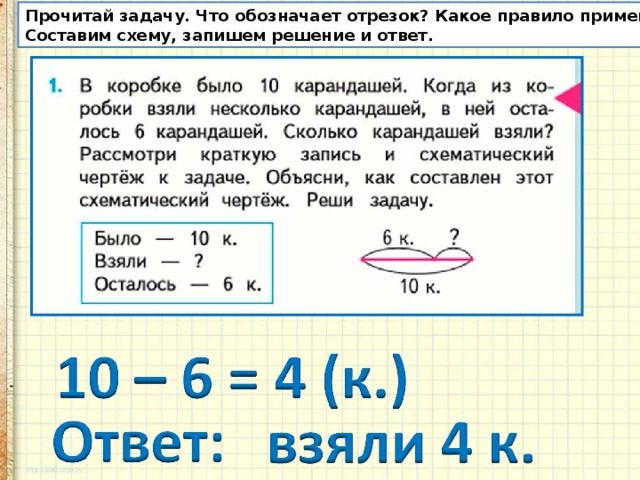 Прочитай задачу. Что обозначает отрезок? Какое правило
Составим схему, запишем решение и ответ.
1. В коробке было 10 карандашей. Когда из ко-
робки взяли несколько карандашей, в ней оста-
лось 6 карандашей. Сколько карандашей взяли?
Рассмотри краткую запись и схематический
чертёж к задаче. Объясни, как составлен этот
схематический чертёж. Реши задачу.
Было — 10 к.
Взяли — ?
Осталось — 6 к.
6 к. ?
10 к.
10 – 6 = 4 (к.)
Ответ: взяли 4 к.